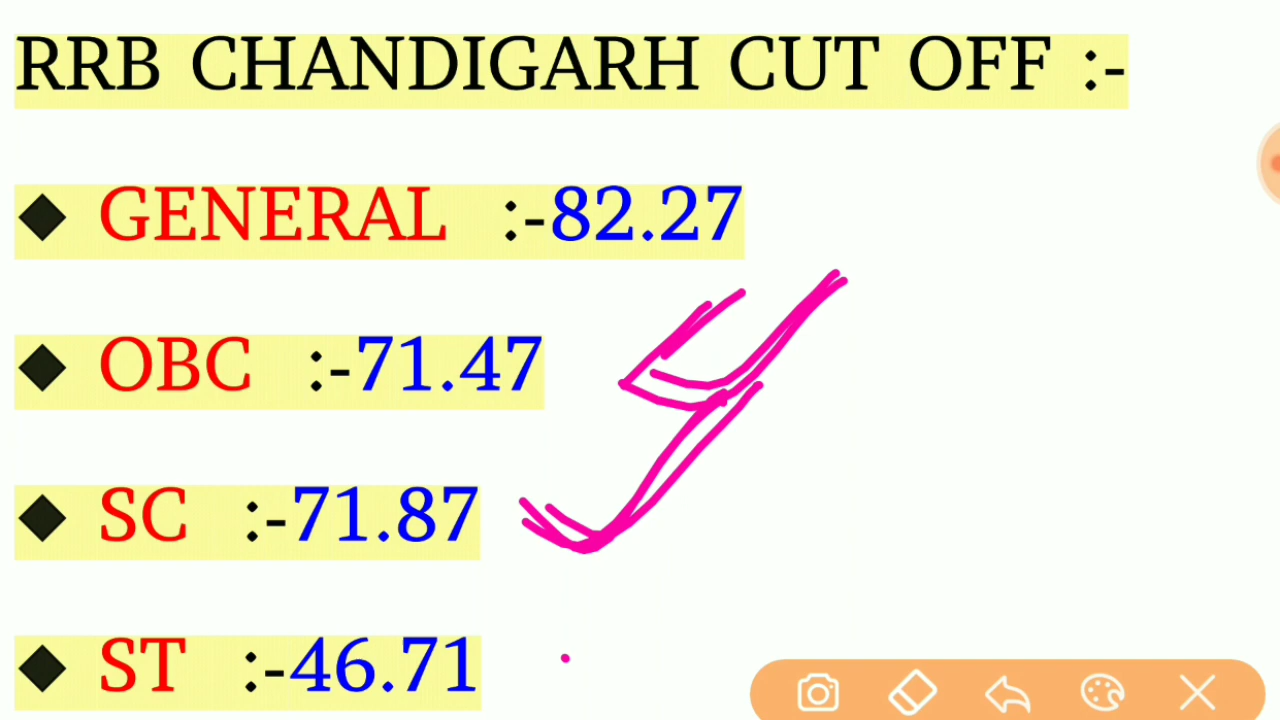 RRB CHANDIGARH CUT OFF :-
◆ GENERAL :-82.27
◆ OBC :-71.47
◆ SC :-71.87
◆ ST :-46.71